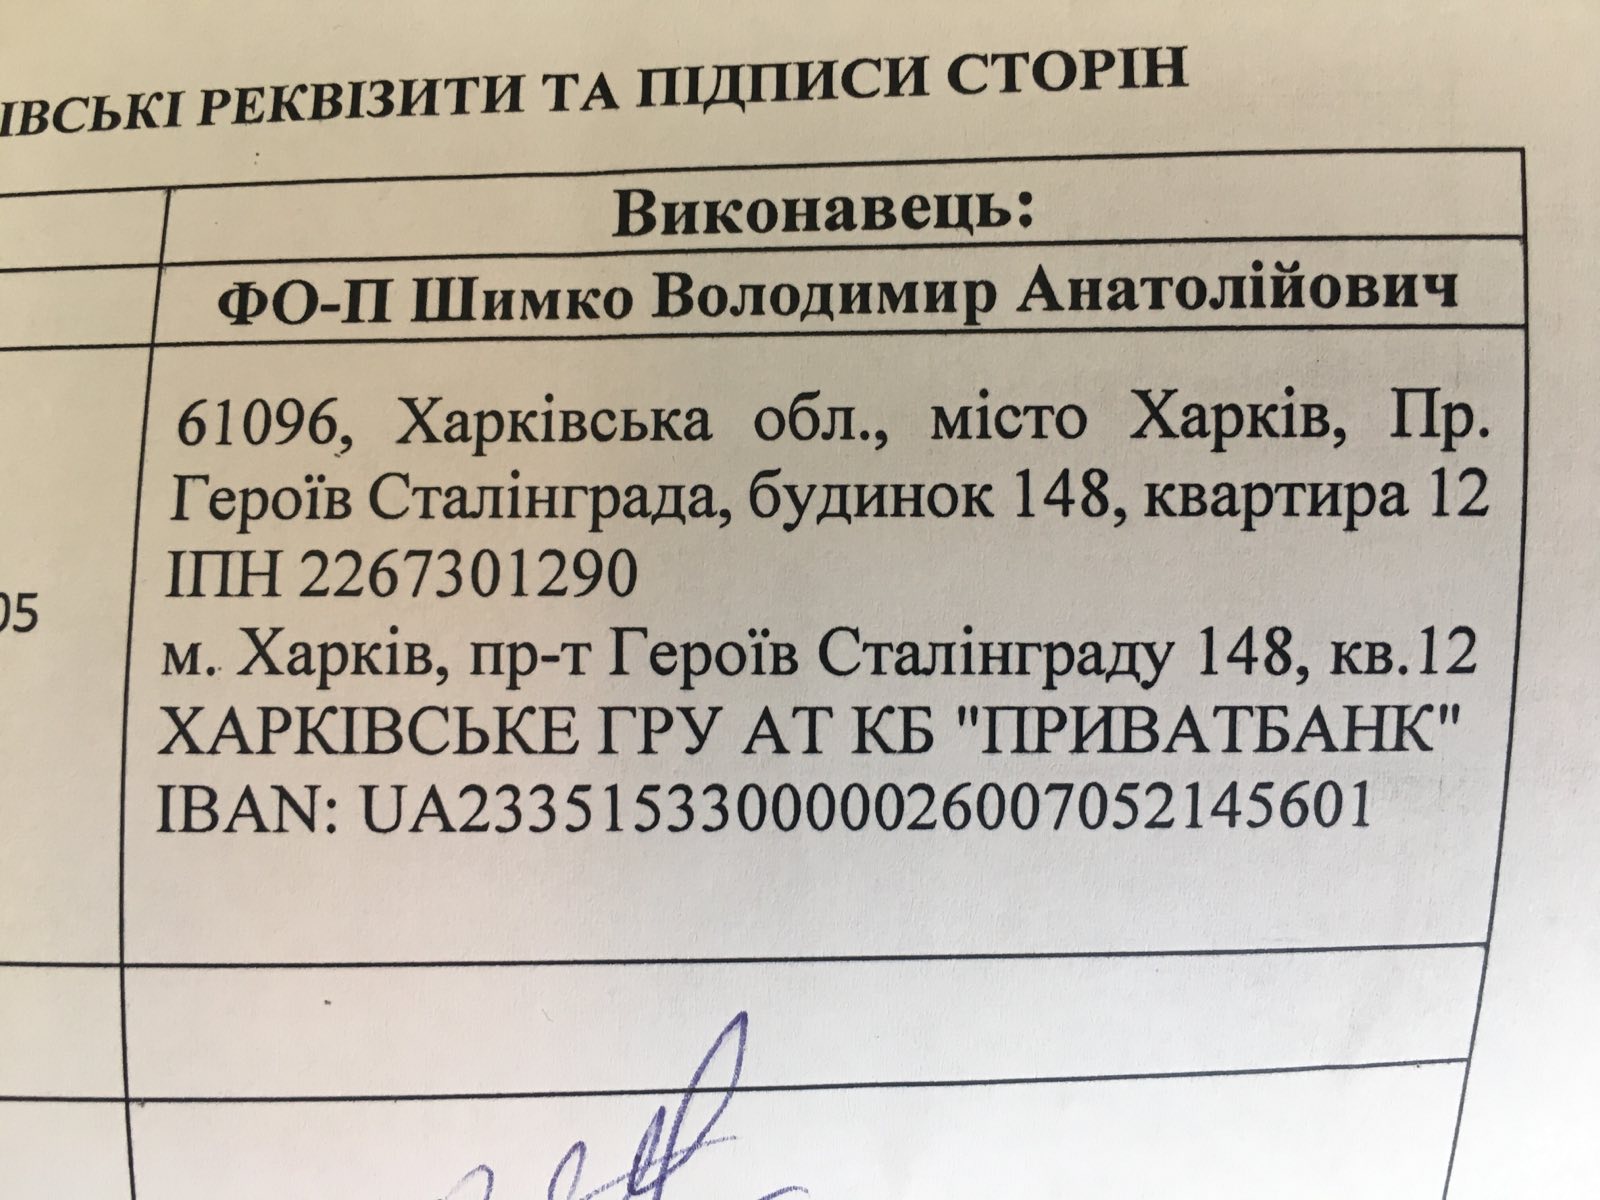 ІВСЬКІ РЕКВІЗИТИ ТА ПІДПИСИ СТОРІН
Виконавець:
ФО-П Шимко Володимир Анатолійович
61096, Харківська обл., місто Харків, Пр.
Героїв Сталінграда, будинок 148, квартира 12
ІПН 2267301290
05
м. Харків, пр-т Героїв Сталінграду 148, кв.12
ХАРКІВСЬКЕ ГРУ АТ КБ "ПРИВАТБАНК"
IBAN: UA233515330000026007052145601